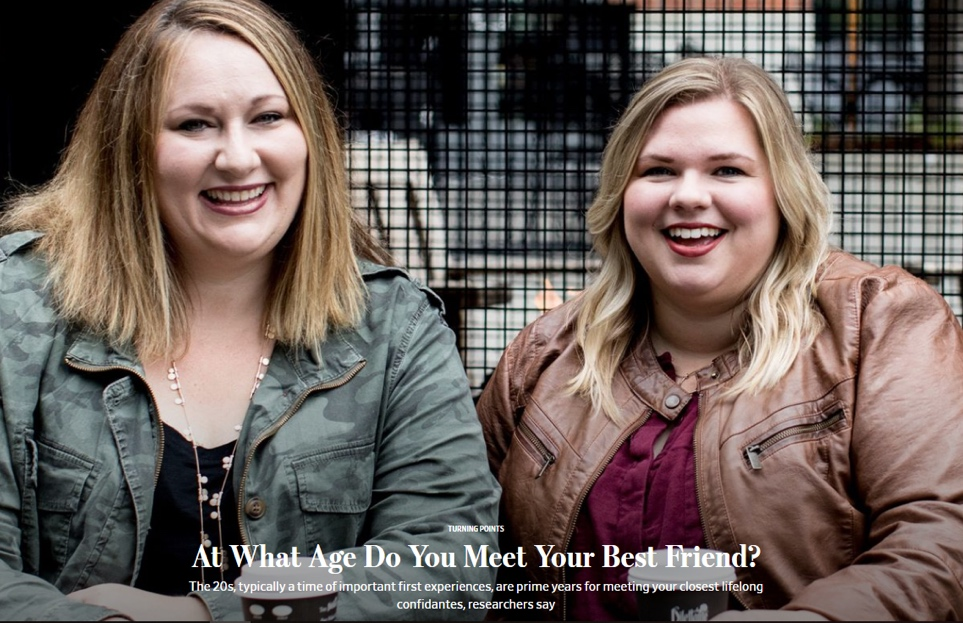 TURNING POINTS
At What Age Do You Meet Your Best Friend?
The 20s, typically a time of important first experiences, are prime years for meeting your closest lifelong
confidantes, researchers say